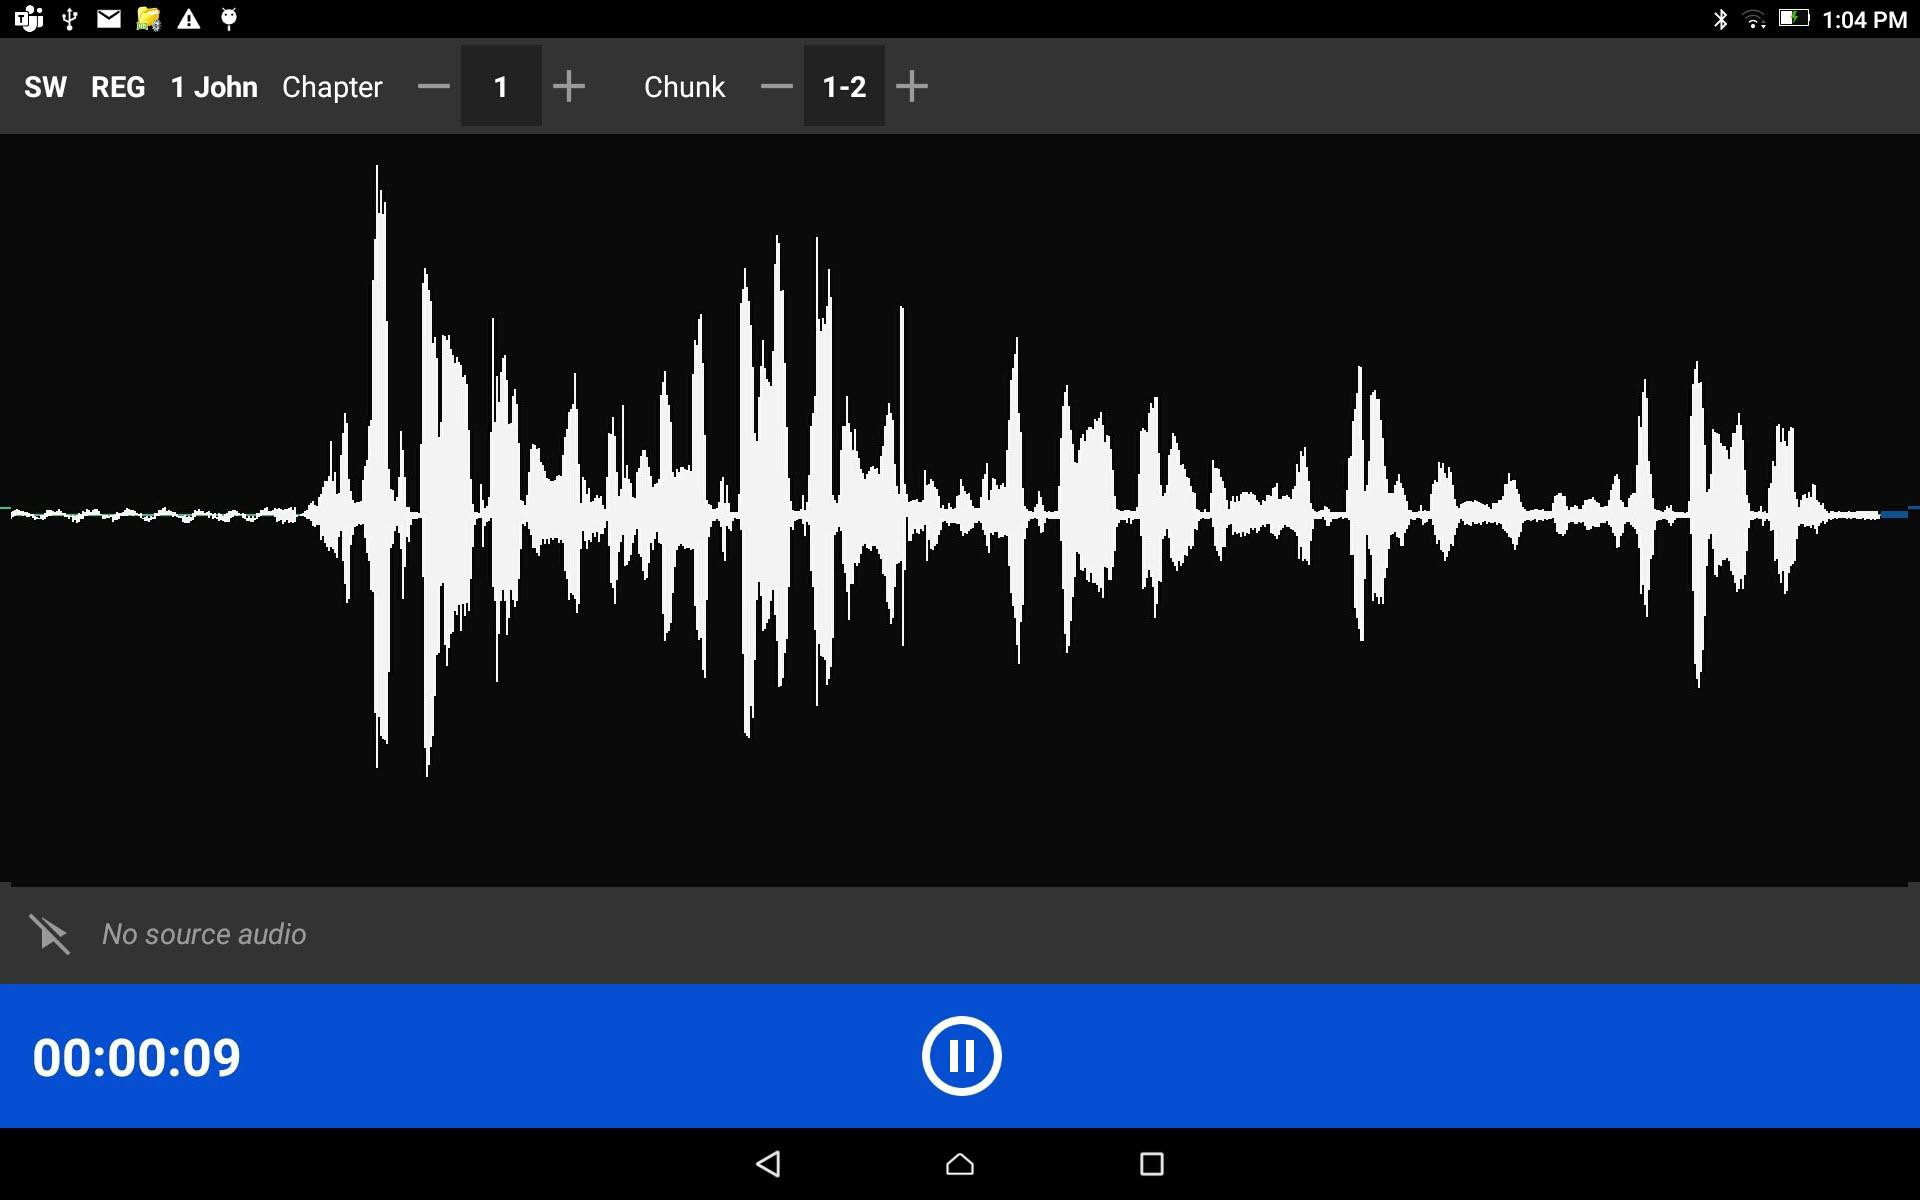 1:04 PM
SW REG 1 John Chapter 1 Chunk 1-2
No source audio
00:00:09